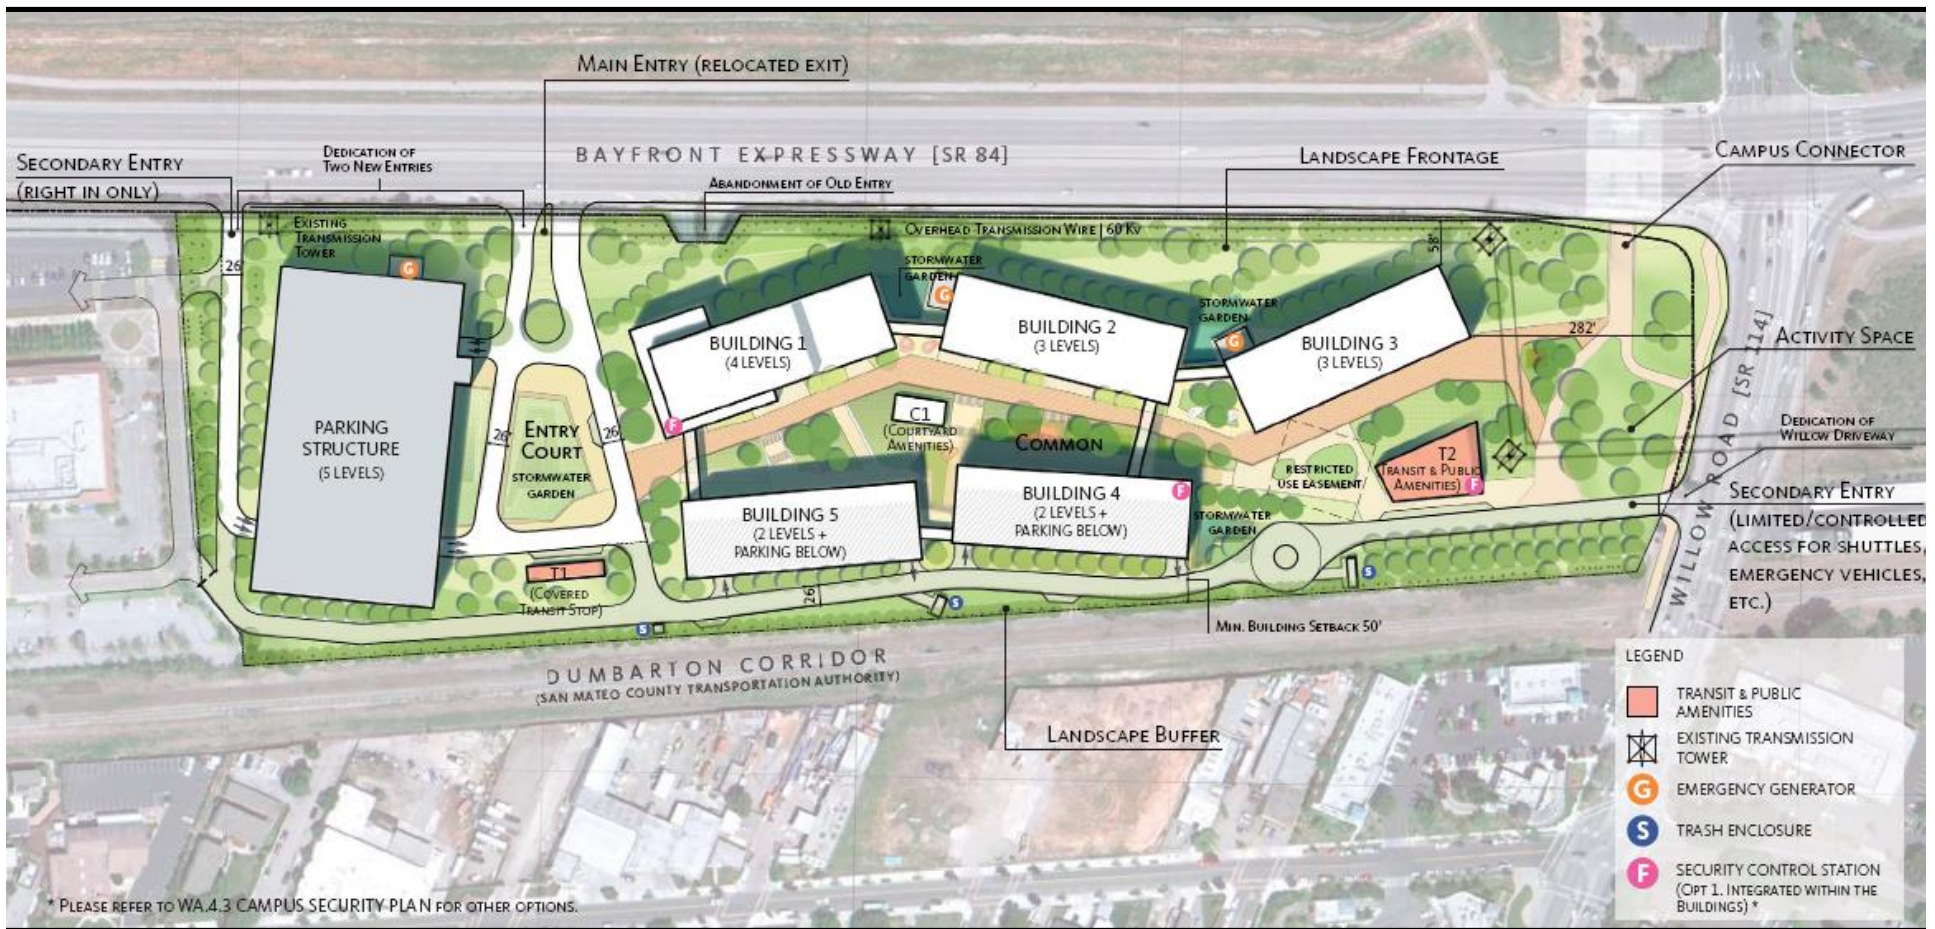 MAIN ENTRY (RELOCATED EXIT)
SECONDARY ENTRY
(RIGHT IN ONLY)
DEDICATION OF
TWO NEW ENTRIES
BAYFRONT EXPRESSWAY [SR 84]
ABANDONMENT OF OLD ENTRY
LANDSCAPE FRONTAGE
CAMPUS CONNECTOR
EXISTING
TRANSMISSION
TOWER
OVERHEAD TRANSMISSION WIRE | 60 KV
58'
26'
G
STORMWATER
GARDEN
G
STORMWATER
GARDEN
G
BUILDING 1
(4 LEVELS)
BUILDING 2
(3 LEVELS)
BUILDING 3
(3 LEVELS)
282'
ACTIVITY SPACE
WILLOW ROAD [SR 114]
PARKING
STRUCTURE
(5 LEVELS)
26'
ENTRY
COURT
26'
STORMWATER
GARDEN
F
C1
(COURTYARD
AMENITIES)
COMMON
RESTRICTED
USE EASEMENT
T2
TRANSIT & PUBLIC
AMENITIES)
F
DEDICATION OF
WILLOW DRIVEWAY
SECONDARY ENTRY
(LIMITED/CONTROLLED
ACCESS FOR SHUTTLES,
EMERGENCY VEHICLES,
ETC.)
BUILDING 5
(2 LEVELS +
PARKING BELOW)
BUILDING 4
(2 LEVELS +
PARKING BELOW)
F
STORMWATER
GARDEN
T1
(COVERED
TRANSIT STOP)
26'
S
S
S
MIN. BUILDING SETBACK 50'
DUMBARTON CORRIDOR
(SAN MATEO COUNTY TRANSPORTATION AUTHORITY)
LANDSCAPE BUFFER
LEGEND
TRANSIT & PUBLIC
AMENITIES
EXISTING TRANSMISSION
TOWER
G EMERGENCY GENERATOR
S TRASH ENCLOSURE
F SECURITY CONTROL STATION
(OPT 1. INTEGRATED WITHIN THE
BUILDINGS) *
* PLEASE REFER TO WA.4.3 CAMPUS SECURITY PLAN FOR OTHER OPTIONS.